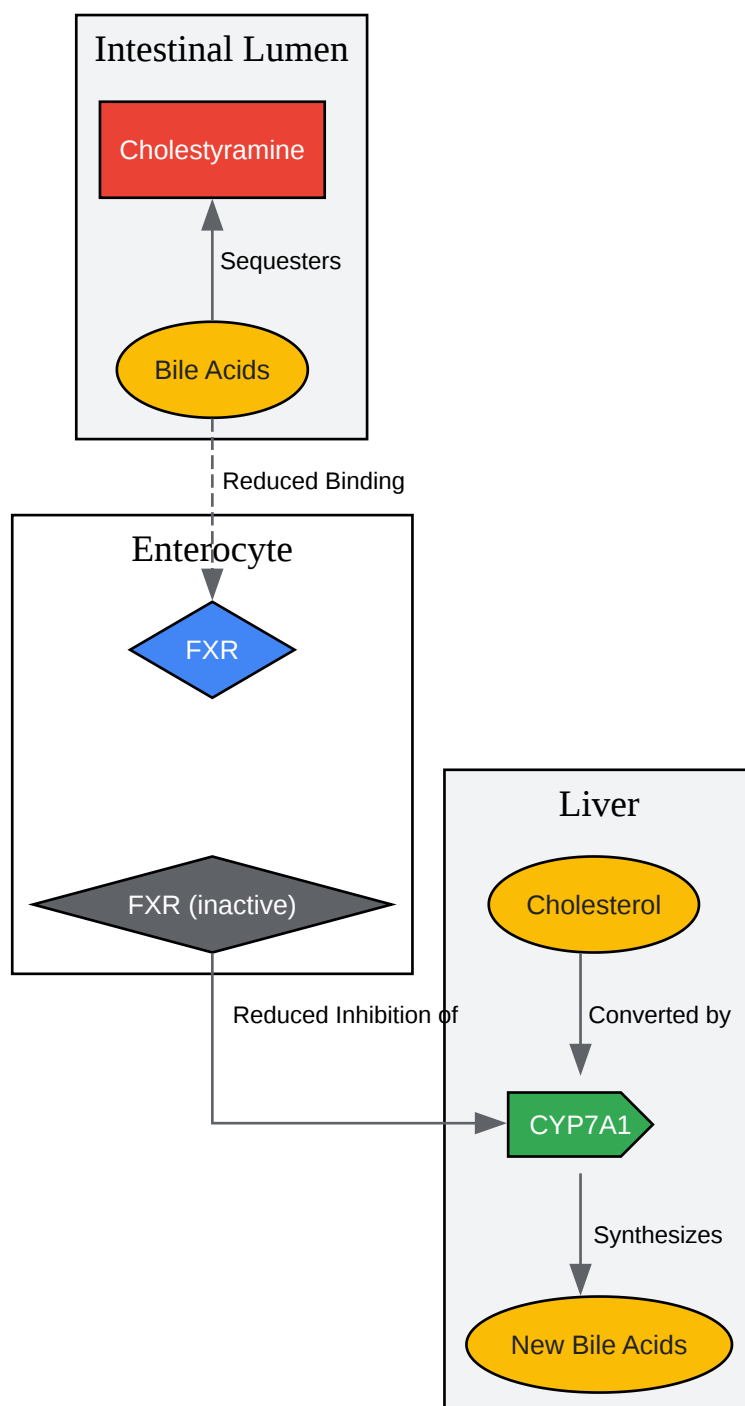 Intestinal Lumen
Cholestyramine
Sequesters
Bile Acids
Reduced Binding
Enterocyte
FXR
FXR (inactive)
Reduced Inhibition of
Liver
Cholesterol
Converted by
CYP7A1
Synthesizes
New Bile Acids